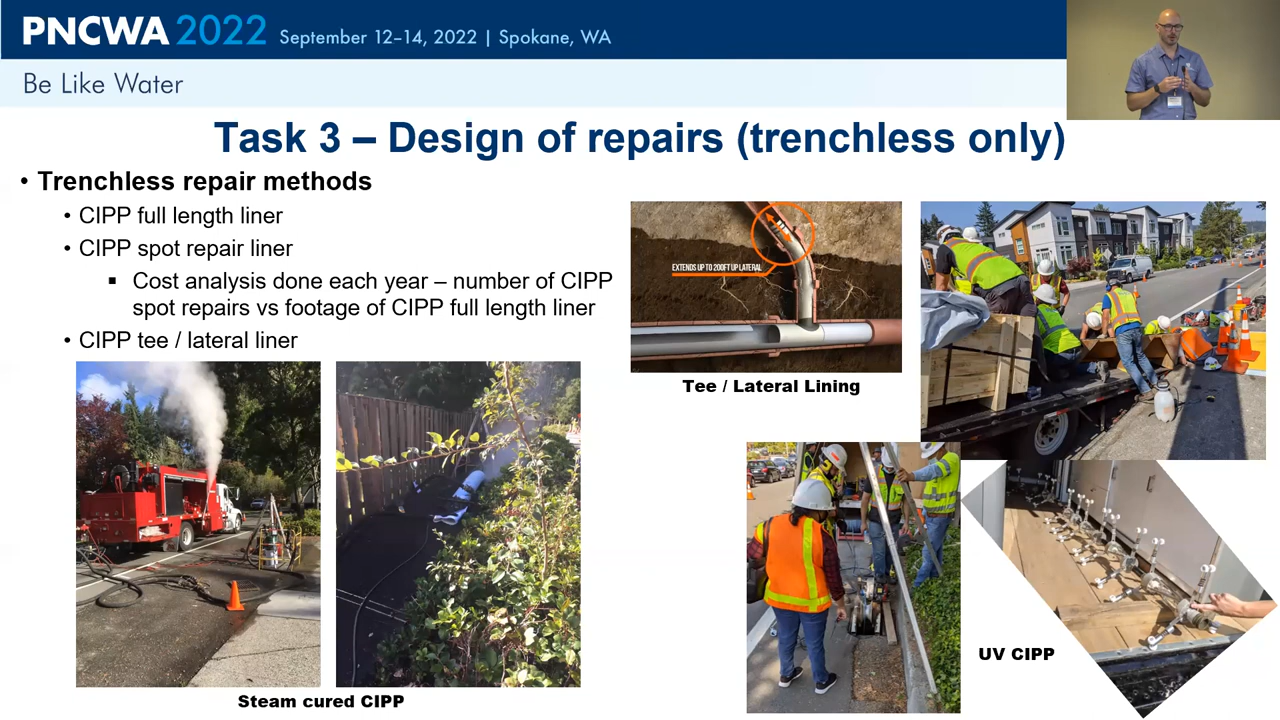 PNCWA 2022 September 12–14, 2022 | Spokane, WA
Be Like Water
Task 3 – Design of repairs (trenchless only)
• Trenchless repair methods
• CIPP full length liner
• CIPP spot repair liner
▪ Cost analysis done each year – number of CIPP
spot repairs vs footage of CIPP full length liner
• CIPP tee / lateral liner
EXTENDS UP TO 200FT UP LATERAL
Tee / Lateral Lining
Steam cured CIPP
UV CIPP